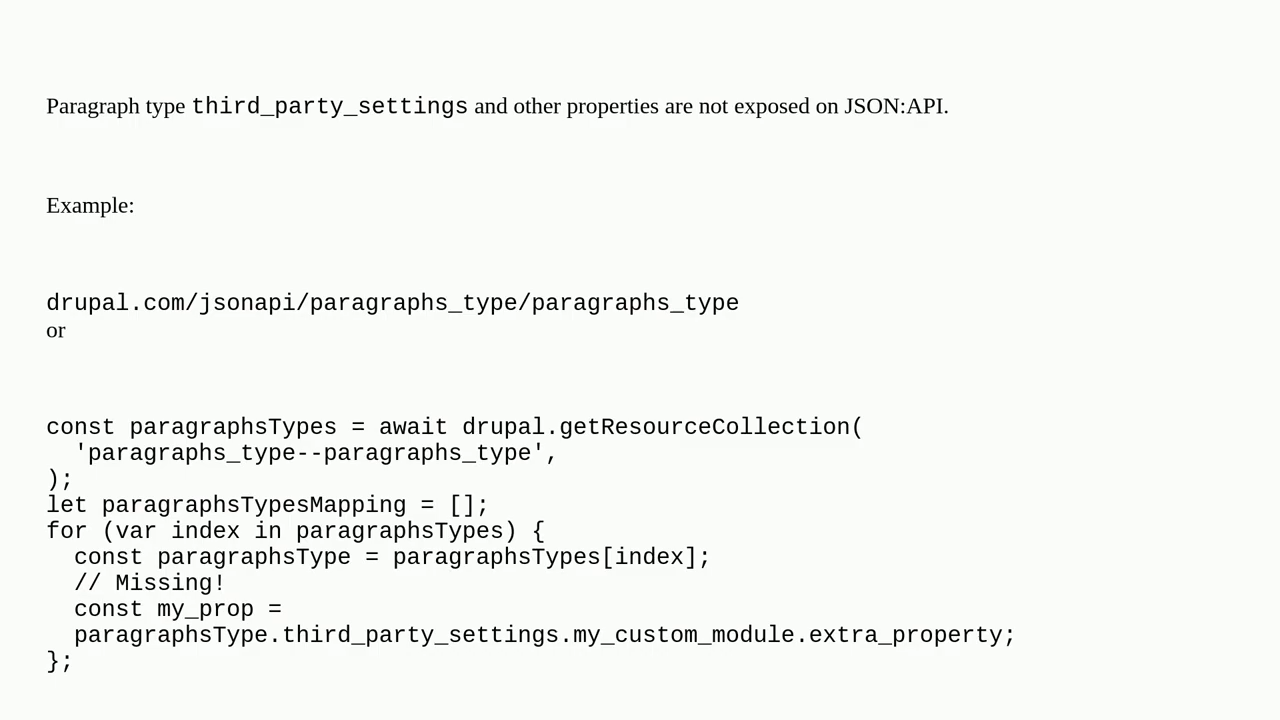 Paragraph type third_party_settings and other properties are not exposed on JSON:API.
Example:
drupal.com/jsonapi/paragraphs_type/paragraphs_type
or
const paragraphsTypes = await drupal.getResourceCollection(
  'paragraphs_type--paragraphs_type',
);
let paragraphsTypesMapping = [];
for (var index in paragraphsTypes) {
  const paragraphsType = paragraphsTypes[index];
  // Missing!
  const my_prop =
  paragraphsType.third_party_settings.my_custom_module.extra_property;
};